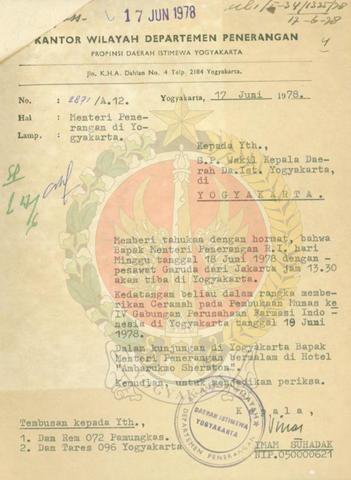 17 JUN 1978
KANTOR WILAYAH DEPARTEMEN PENERANGAN
PROPINSI DAERAH ISTIMEWA YOGYAKARTA
Jln. K.H.A. Dahlan No. 4 Telp. 2184 Yogyakarta.
No. : 2871/A.12. Yogyakarta, 17 Juni 1978.
Hal : Menteri Pene-
rangan di Yo-
gyakarta.
Lamp. :
Kepada Yth.,
S.P. Wakil Kepala Dae-
rah Da.Ist. Yogyakarta,
di
YOGYAKARTA.
Memberi tahukan dengan hormat, bahwa
Bapak Menteri Penerangan R.I. hari
Minggu tanggal 18 Juni 1978 dengan -
pesawat Garuda dari Jakarta jam 13.30
akan tiba di Yogyakarta.
Kedatangan beliau dalam rangka membe-
rikan Ceramah pada Pembukaan Munas ke
IV Gabungan Perusahaan Farmasi Indo -
nesia di Yogyakarta tanggal 19 Juni
1978.
Dalam kunjungan di Yogyakarta Bapak
Menteri Penerangan bermalam di Hotel
"Ambarukmo Sheraton".
Kemudian, untuk menjadikan periksa.
K a l a,
Tembusan kepada Yth.,
1. Dan Rem 072 Pamungkas.
2. Dan Tares 096 Yogyakarta
DAERAH ISTIMEWA
YOGYAKARTA
DEPARTEMEN PENERANGAN
YMAM SUHADAK
NIP.050000621